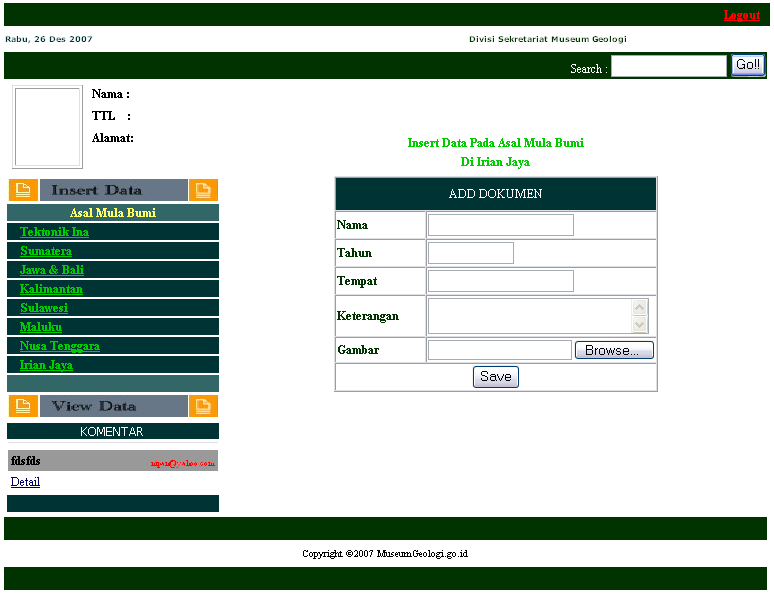 Logout
Rabu, 26 Des 2007
Divisi Sekretariat Museum Geologi
Search :
Go!!
Nama :
TTL :
Alamat:
Insert Data
Asal Mula Bumi
Tektonik Ina
Sumatera
Jawa & Bali
Kalimantan
Sulawesi
Maluku
Nusa Tenggara
Irian Jaya
View Data
KOMENTAR
fdsfds
Detail
Insert Data Pada Asal Mula Bumi
Di Irian Jaya
ADD DOKUMEN
Nama
Tahun
Tempat
Keterangan
Gambar
Browse...
Save
Copyright ©2007 MuseumGeologi.go.id